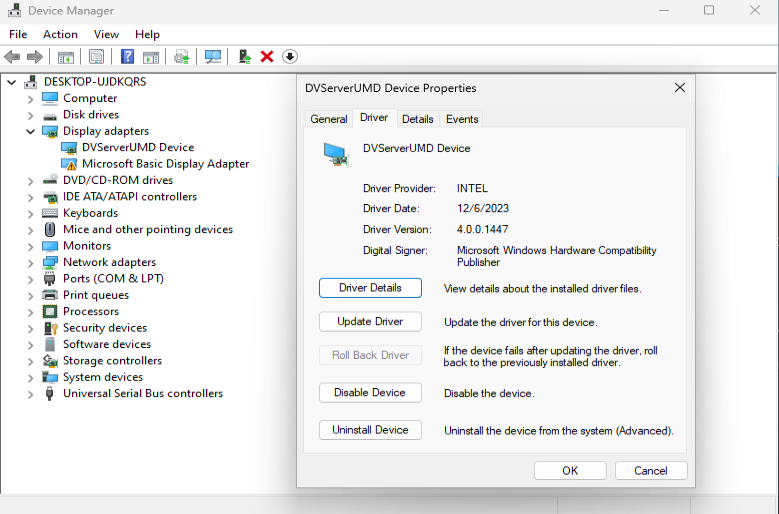 Device Manager
File Action View Help
DESKTOP-UJDKQRS
Computer
Disk drives
Display adapters
DVServerUMD Device
Microsoft Basic Display Adapter
DVD/CD-ROM drives
IDE ATA/ATAPI controllers
Keyboards
Mice and other pointing devices
Monitors
Network adapters
Ports (COM & LPT)
Print queues
Processors
Security devices
Software devices
Storage controllers
System devices
Universal Serial Bus controllers
DVServerUMD Device Properties
General Driver Details Events
DVServerUMD Device
Driver Provider: INTEL
Driver Date: 12/6/2023
Driver Version: 4.0.0.1447
Digital Signer: Microsoft Windows Hardware Compatibility
Publisher
Driver Details View details about the installed driver files.
Update Driver Update the driver for this device.
Roll Back Driver If the device fails after updating the driver, roll
back to the previously installed driver.
Disable Device Disable the device.
Uninstall Device Uninstall the device from the system (Advanced).
OK Cancel